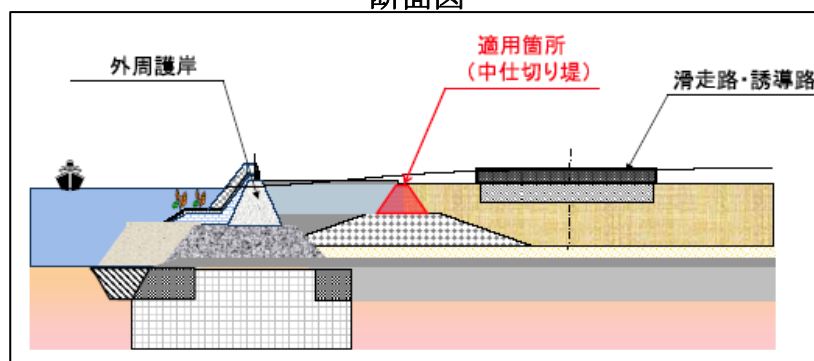 断面図
外周護岸
適用箇所
（中仕切り堤）
滑走路・誘導路